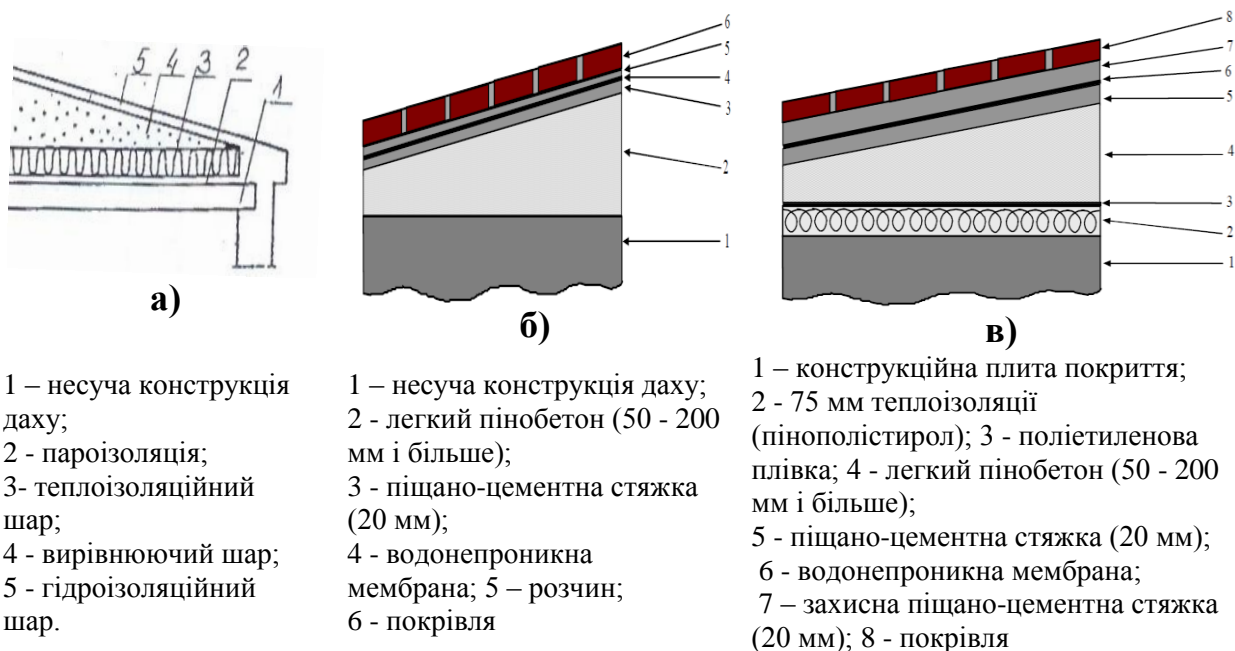 5 4 3 2 1
6
5
4
3
2
1
8
7
6
5
4
3
2
1
а)
б)
в)
1 – несуча конструкція
даху;
2 - пароізоляція;
3- теплоізоляційний
шар;
4 - вирівнюючий шар;
5 - гідроізоляційний
шар.
1 – несуча конструкція даху;
2 - легкий пінобетон (50 - 200
мм і більше);
3 - піщано-цементна стяжка
(20 мм);
4 - водонепроникна
мембрана; 5 – розчин;
6 - покрівля
1 – конструкційна плита покриття;
2 - 75 мм теплоізоляції
(пінополістирол); 3 - поліетиленова
плівка; 4 - легкий пінобетон (50 - 200
мм і більше);
5 - піщано-цементна стяжка (20 мм);
6 - водонепроникна мембрана;
7 – захисна піщано-цементна стяжка
(20 мм); 8 - покрівля